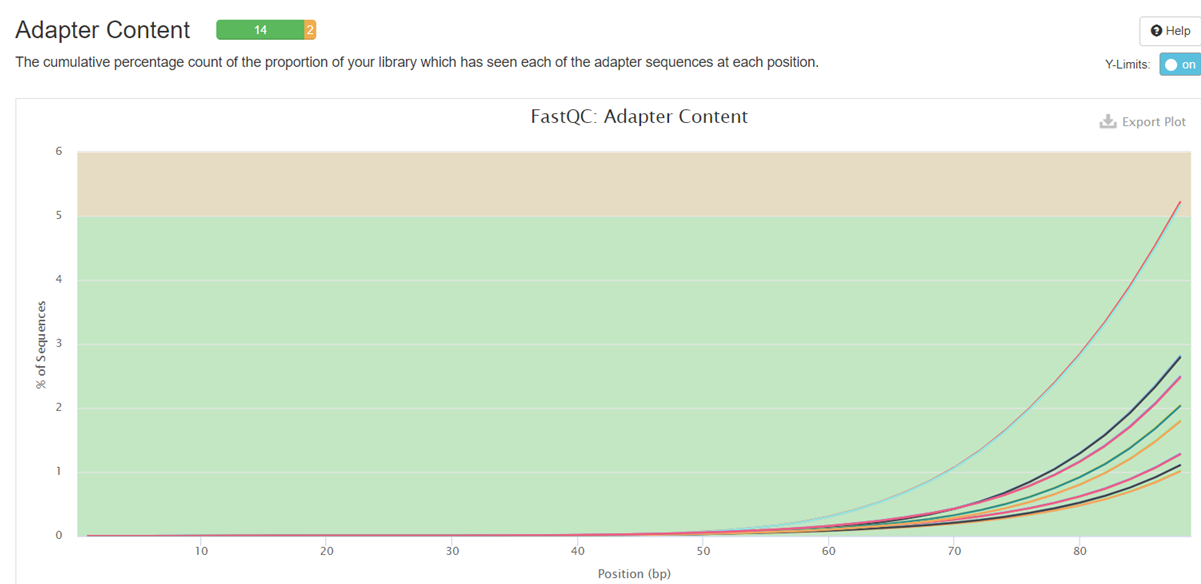 Adapter Content 14 2
Help
The cumulative percentage count of the proportion of your library which has seen each of the adapter sequences at each position.
Y-Limits: on
FastQC: Adapter Content
Export Plot
6
5
4
3
2
1
0
% of Sequences
10 20 30 40 50 60 70 80
Position (bp)